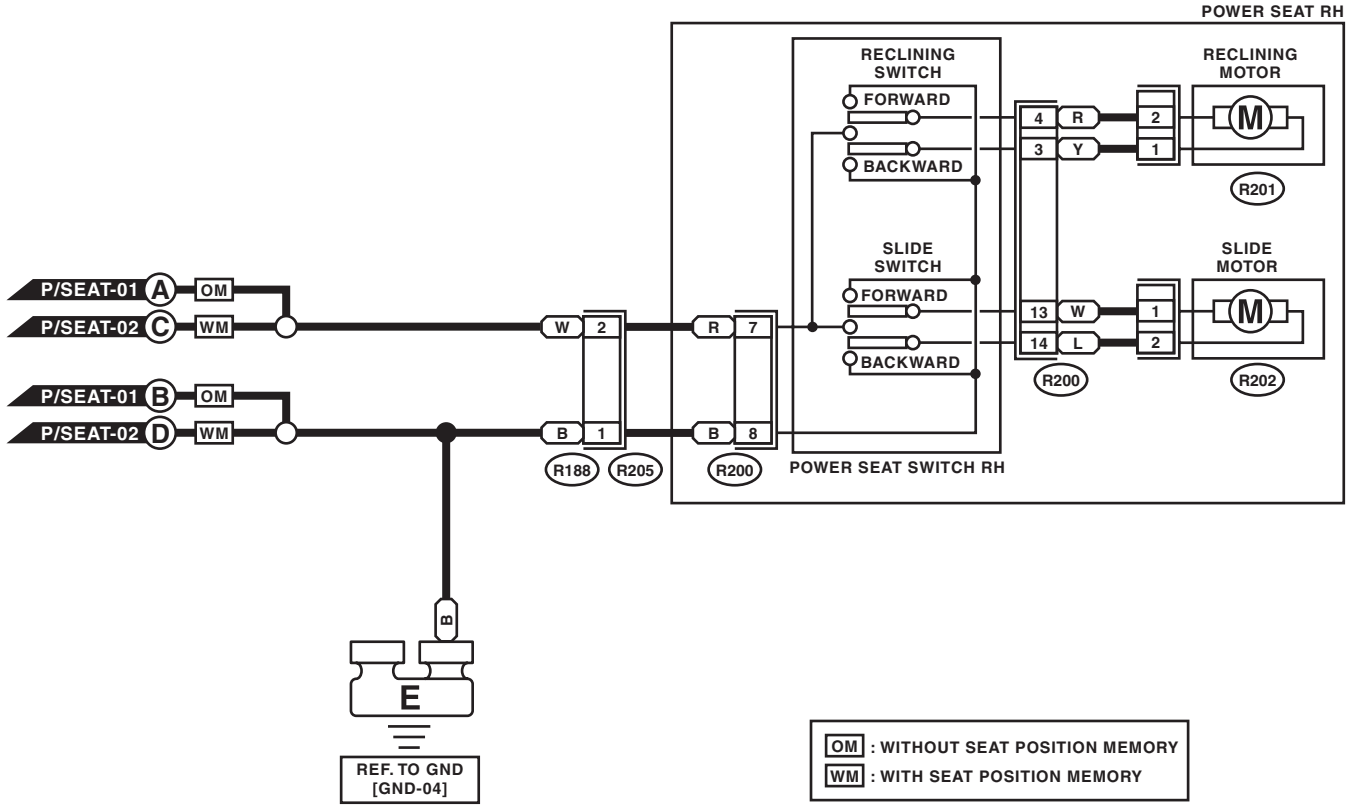 POWER SEAT RH
RECLINING
SWITCH
FORWARD
BACKWARD
RECLINING
MOTOR
4 R 2
M
3 Y 1
R201
SLIDE
SWITCH
FORWARD
BACKWARD
SLIDE
MOTOR
13 W 1
M
14 L 2
R200
R202
P/SEAT-01 A OM
P/SEAT-02 C WM
W 2
R 7
P/SEAT-01 B OM
P/SEAT-02 D WM
B 1
B 8
R188
R205
R200
POWER SEAT SWITCH RH
B
E
REF. TO GND
[GND-04]
OM : WITHOUT SEAT POSITION MEMORY
WM : WITH SEAT POSITION MEMORY